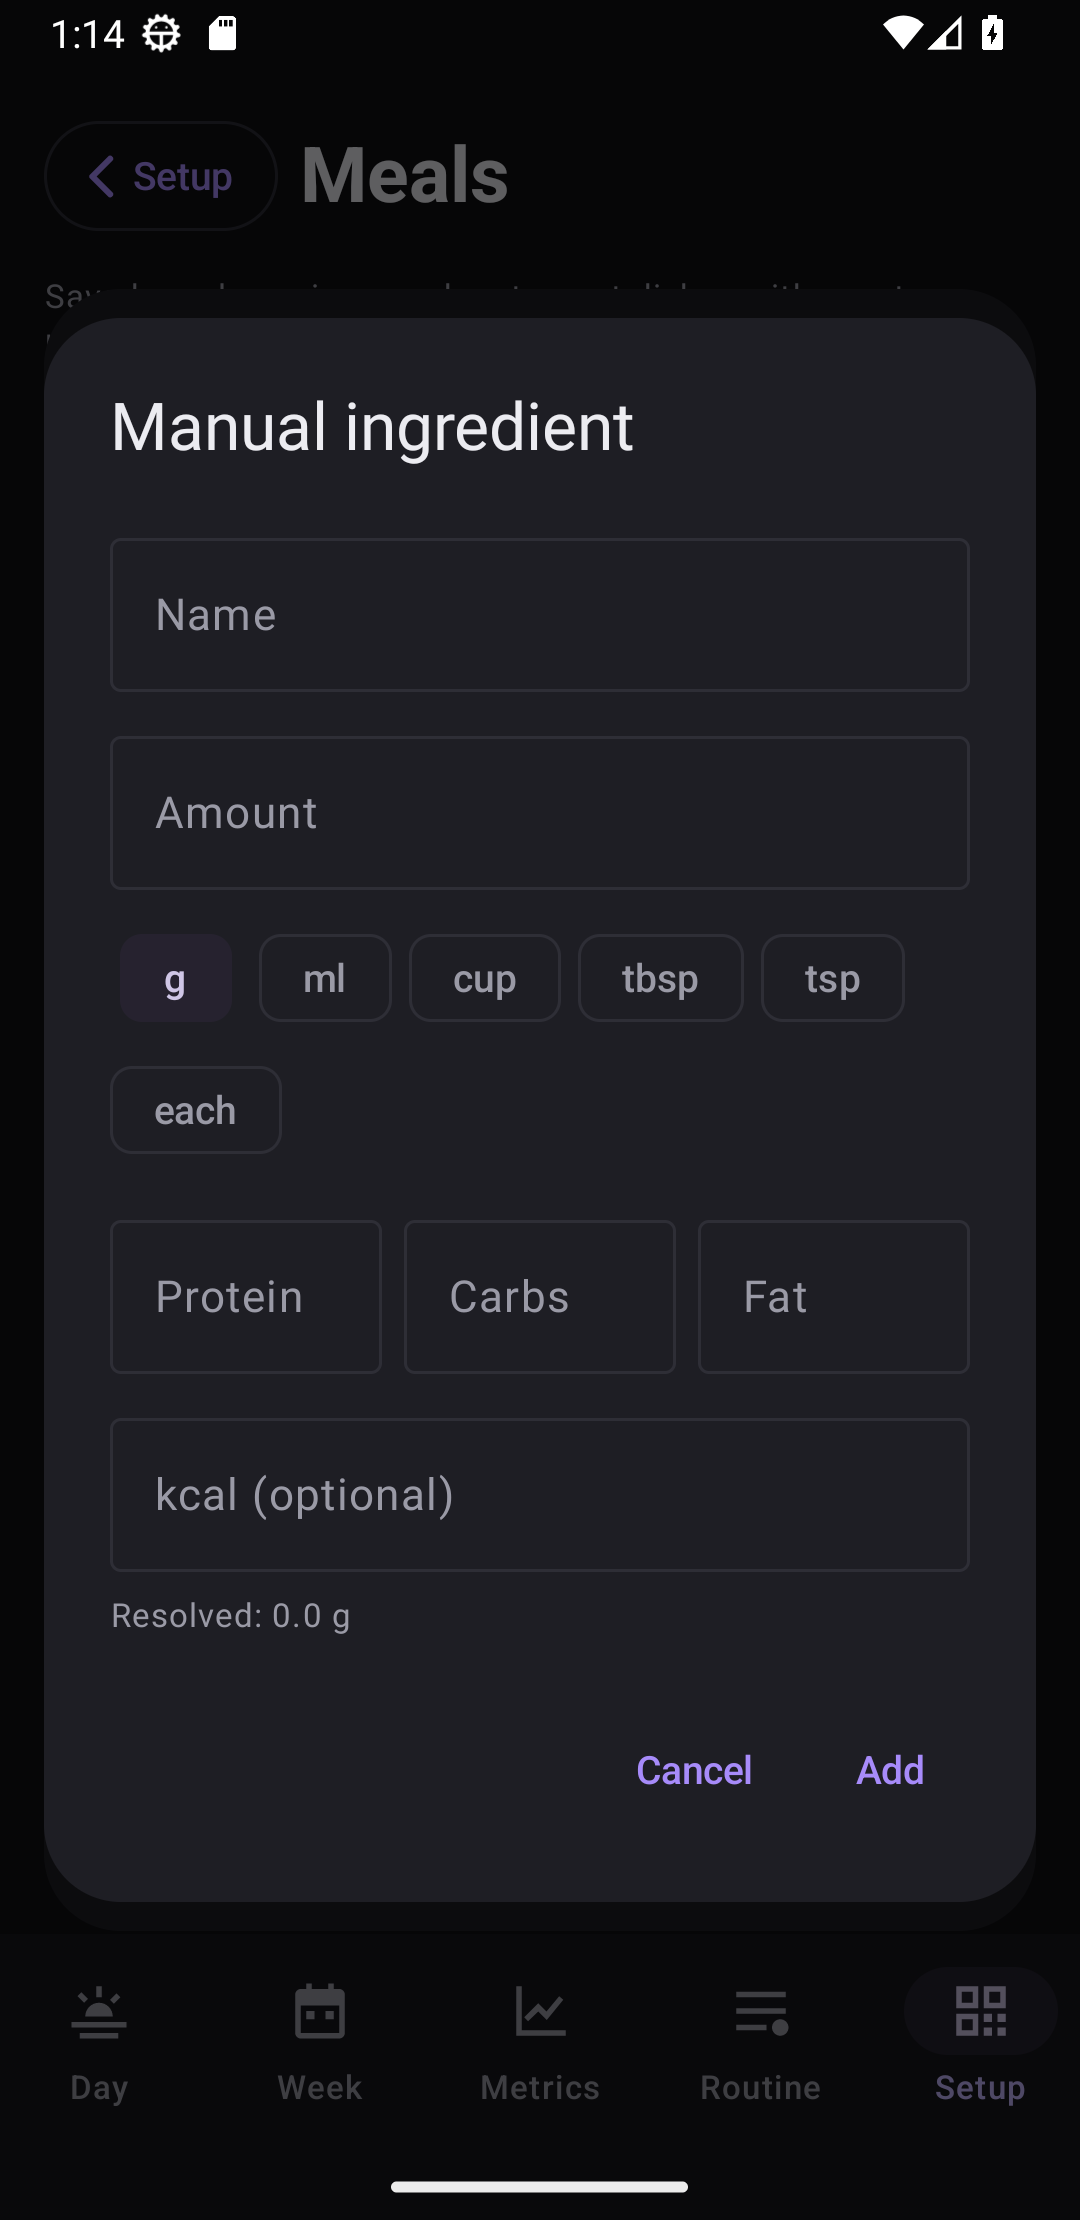 1:14
Setup
Meals
Manual ingredient
Name
Amount
g ml cup tbsp tsp
each
Protein Carbs Fat
kcal (optional)
Resolved: 0.0 g
Cancel Add
Day Week Metrics Routine Setup